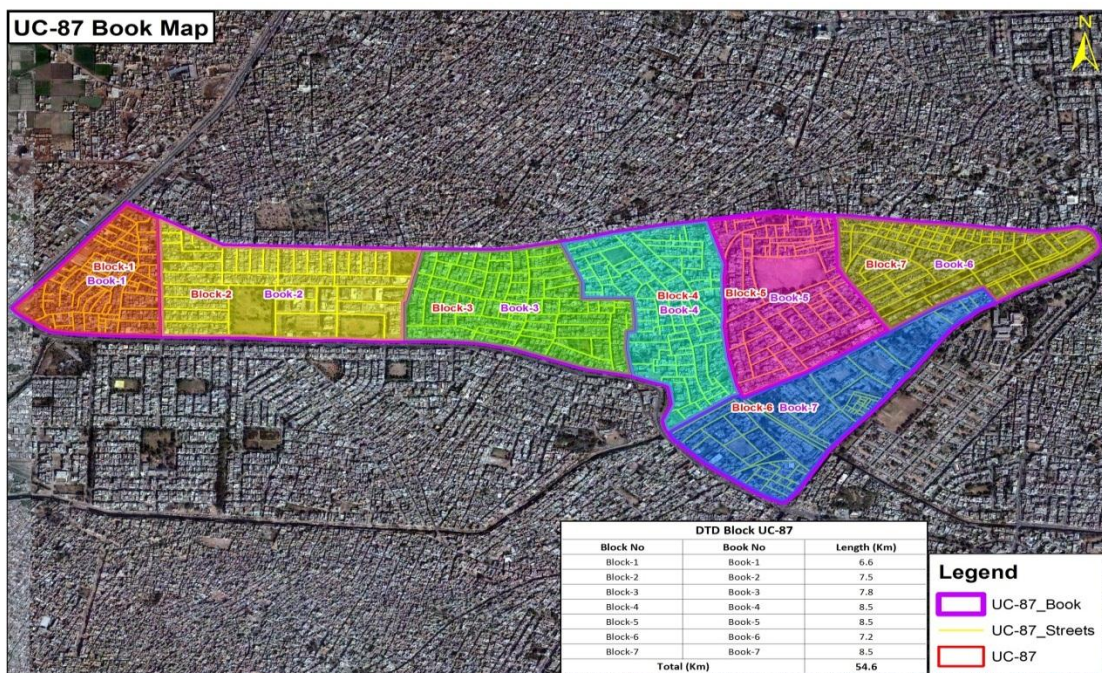 UC-87 Book Map
N
Block-1
Book-1
Block-2 Book-2
Block-3 Book-3
Block-4
Book-4
Block-5 Book-5
Block-7 Book-6
Block-6 Book-7
DTD Block UC-87
Block No Book No Length (Km)
Block-1 Book-1 6.6
Block-2 Book-2 7.5
Block-3 Book-3 7.8
Block-4 Book-4 8.5
Block-5 Book-5 8.5
Block-6 Book-6 7.2
Block-7 Book-7 8.5
Total (Km) 54.6
Legend
UC-87_Book
UC-87_Streets
UC-87